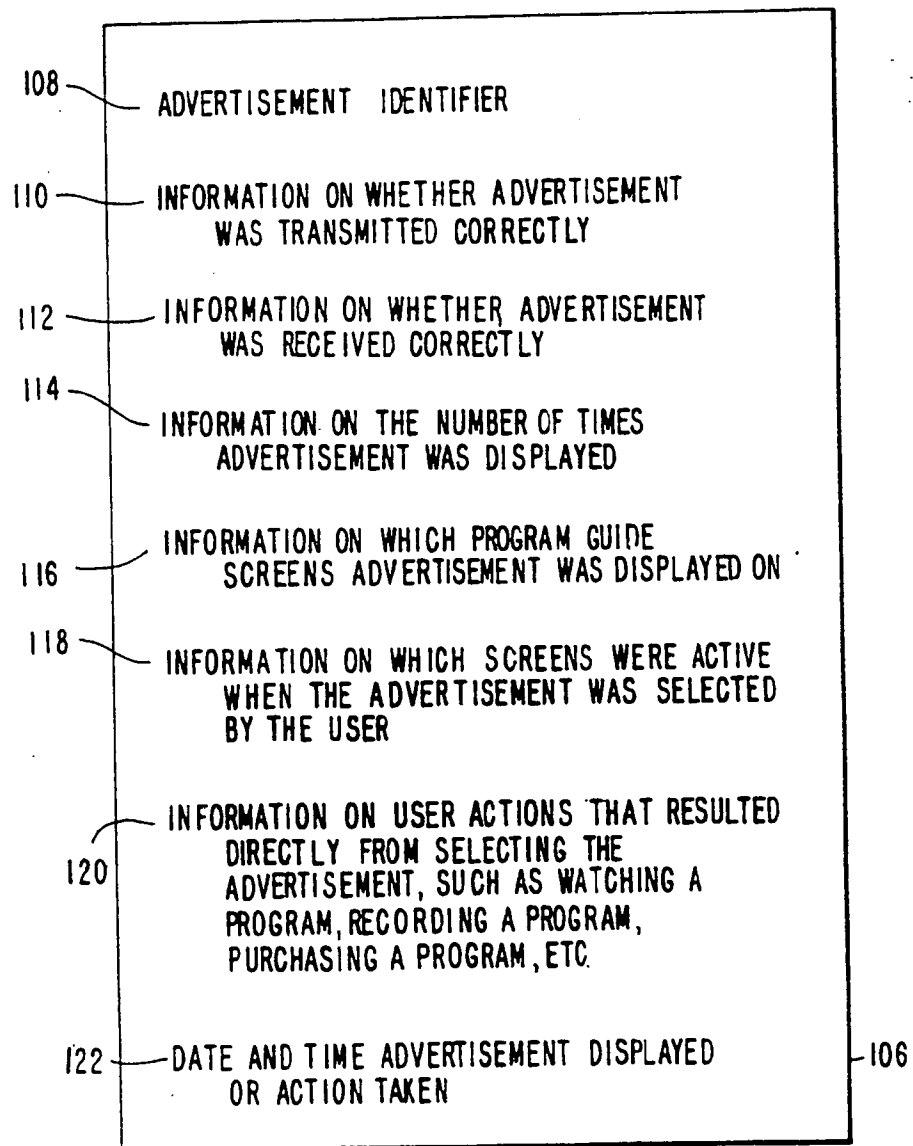 108 ADVERTISEMENT IDENTIFIER
110 INFORMATION ON WHETHER ADVERTISEMENT
WAS TRANSMITTED CORRECTLY
112 INFORMATION ON WHETHER ADVERTISEMENT
WAS RECEIVED CORRECTLY
114 INFORMATION ON THE NUMBER OF TIMES
ADVERTISEMENT WAS DISPLAYED
116 INFORMATION ON WHICH PROGRAM GUIDE
SCREENS ADVERTISEMENT WAS DISPLAYED ON
118 INFORMATION ON WHICH SCREENS WERE ACTIVE
WHEN THE ADVERTISEMENT WAS SELECTED
BY THE USER
120 INFORMATION ON USER ACTIONS THAT RESULTED
DIRECTLY FROM SELECTING THE
ADVERTISEMENT, SUCH AS WATCHING A
PROGRAM, RECORDING A PROGRAM,
PURCHASING A PROGRAM, ETC.
122 DATE AND TIME ADVERTISEMENT DISPLAYED 106
OR ACTION TAKEN